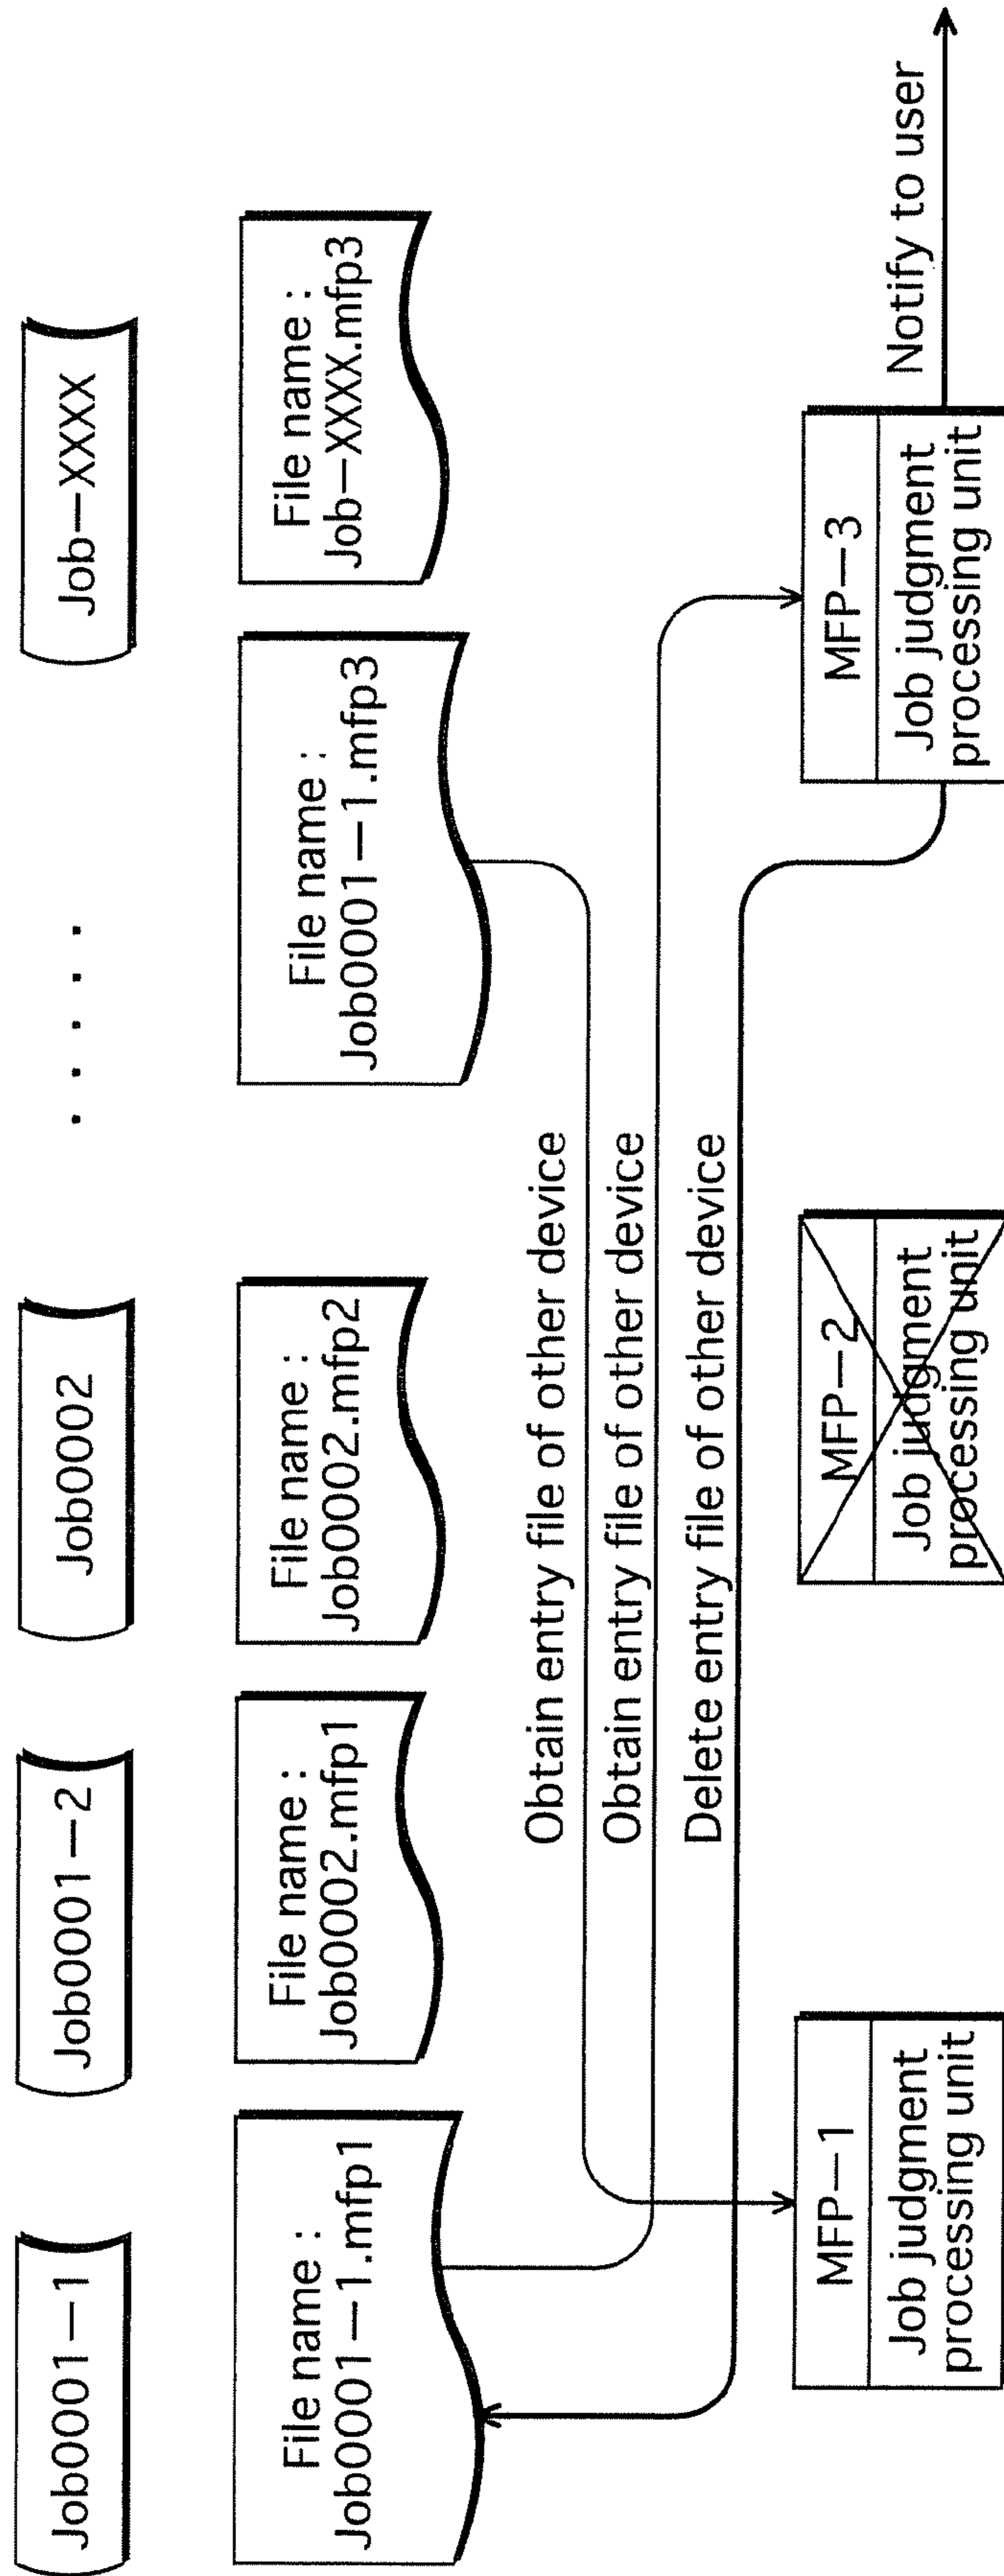 Job0001-1
Job0001-2
Job0002
. . . . .
Job-XXXX
File name :
Job0001-1.mfp1
File name :
Job0002.mfp1
File name :
Job0002.mfp2
File name :
Job0001-1.mfp3
File name :
Job-XXXX.mfp3
Obtain entry file of other device
Obtain entry file of other device
Delete entry file of other device
MFP-1
Job judgment
processing unit
MFP-2
Job judgment
processing unit
MFP-3
Job judgment
processing unit
Notify to user